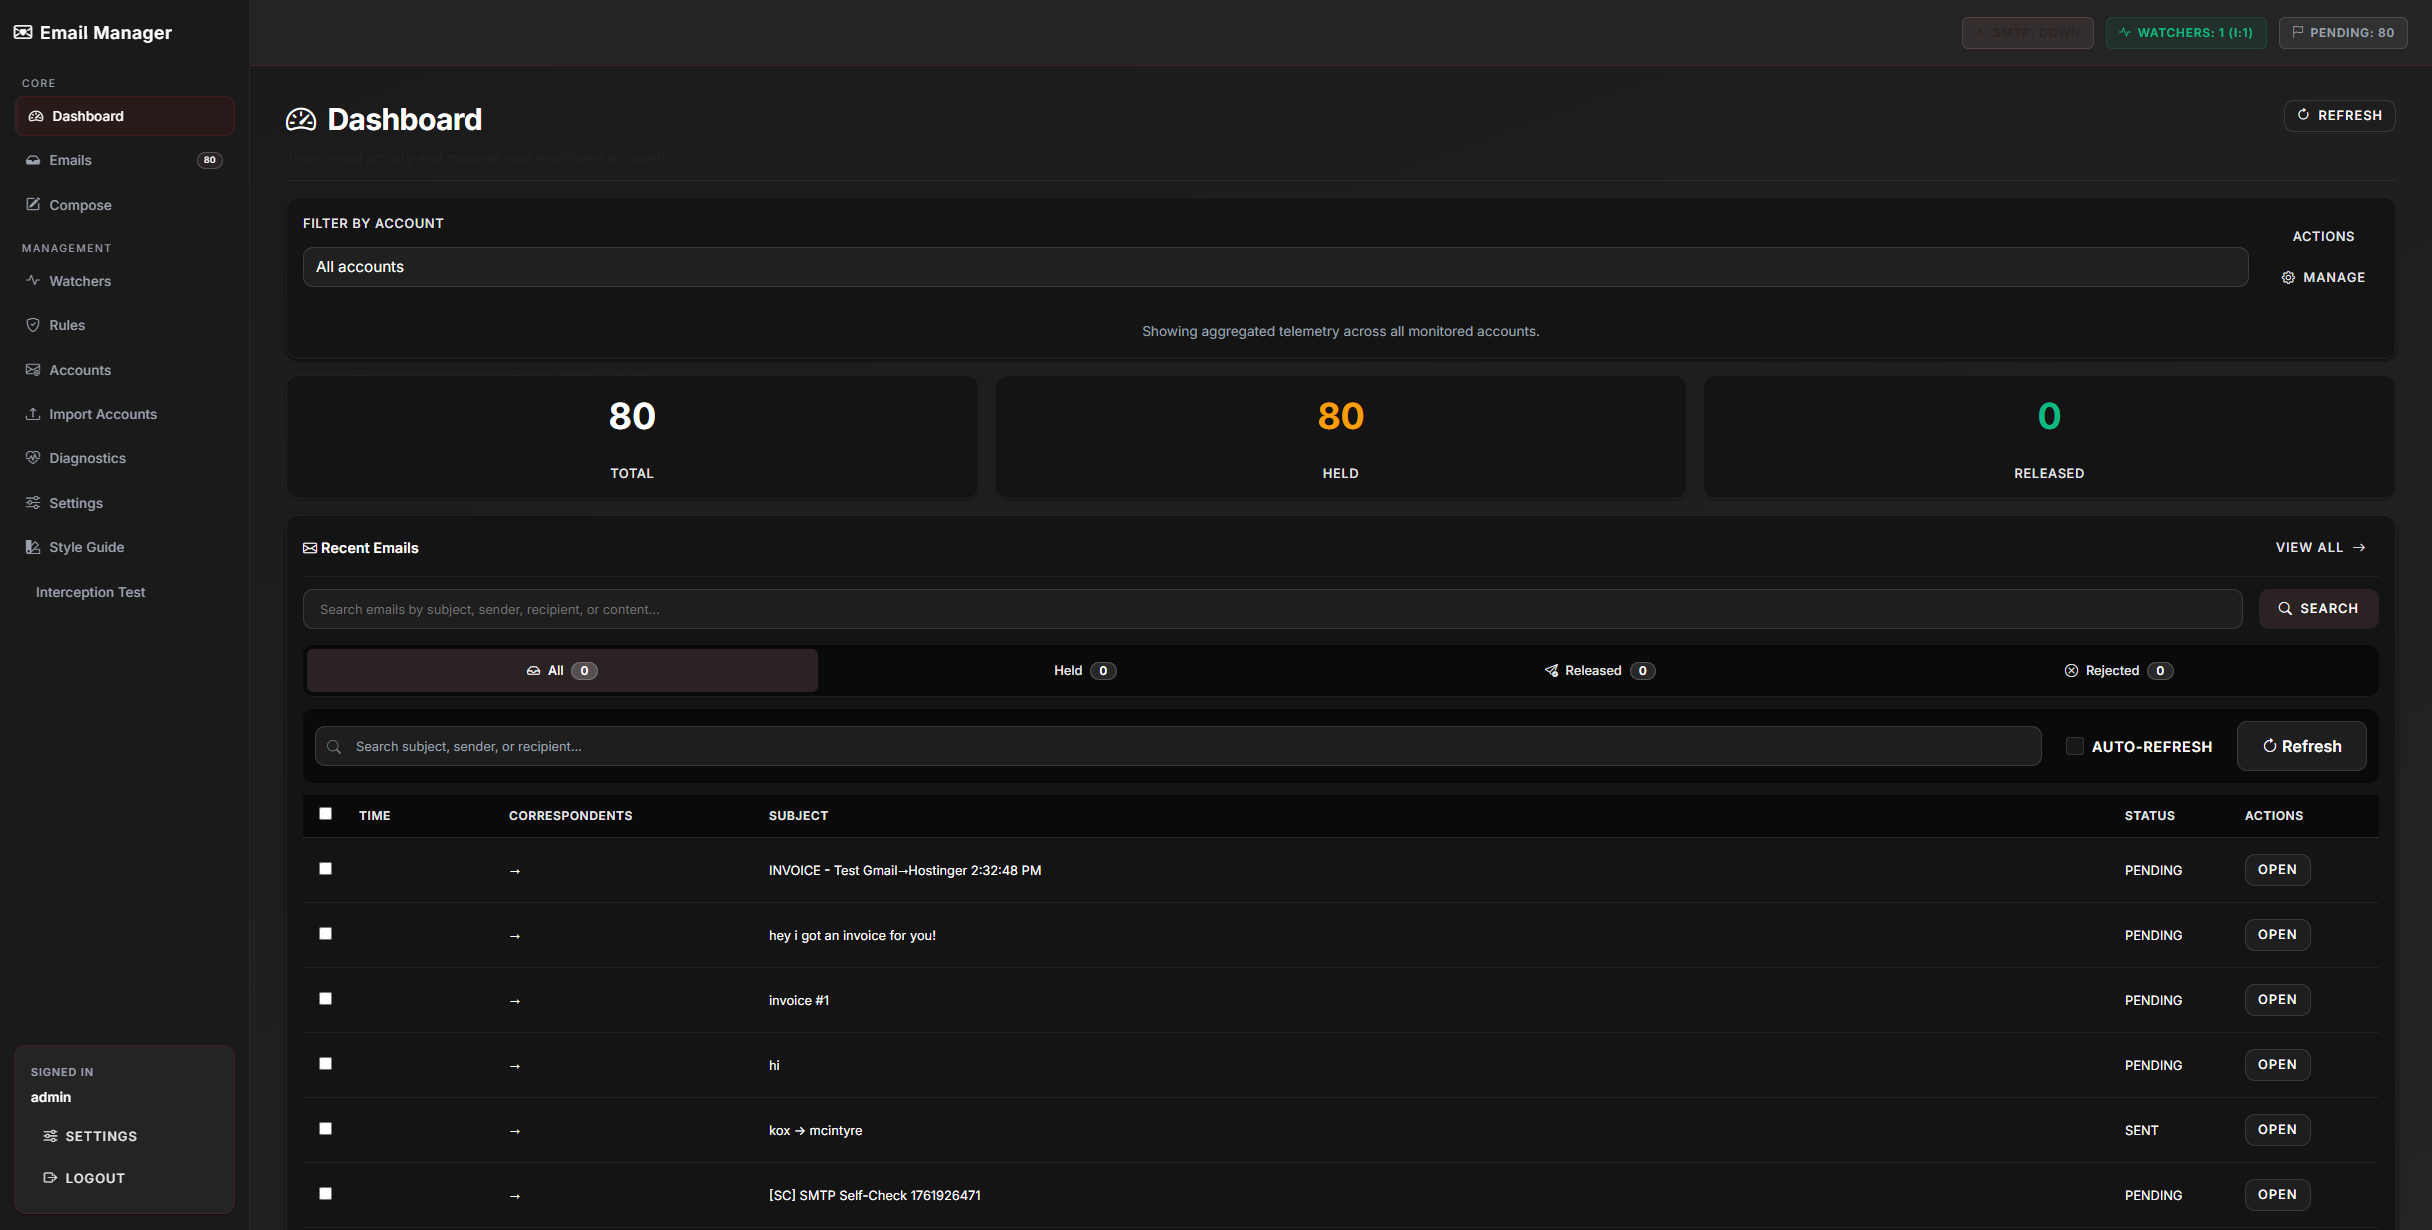 Email Manager
SMTP: DOWN
WATCHERS: 1 (I:1)
PENDING: 80
CORE
Dashboard
Emails 80
Compose
MANAGEMENT
Watchers
Rules
Accounts
Import Accounts
Diagnostics
Settings
Style Guide
Interception Test
SIGNED IN
admin
SETTINGS
LOGOUT
Dashboard
REFRESH
Track email activity and manage your monitored accounts.
FILTER BY ACCOUNT
All accounts
ACTIONS
MANAGE
Showing aggregated telemetry across all monitored accounts.
80
TOTAL
80
HELD
0
RELEASED
Recent Emails
VIEW ALL →
Search emails by subject, sender, recipient, or content...
SEARCH
All 0
Held 0
Released 0
Rejected 0
Search subject, sender, or recipient...
AUTO-REFRESH
Refresh
TIME CORRESPONDENTS SUBJECT STATUS ACTIONS
→ INVOICE - Test Gmail→Hostinger 2:32:48 PM PENDING OPEN
→ hey i got an invoice for you! PENDING OPEN
→ invoice #1 PENDING OPEN
→ hi PENDING OPEN
→ kox → mcintyre SENT OPEN
→ [SC] SMTP Self-Check 1761926471 PENDING OPEN